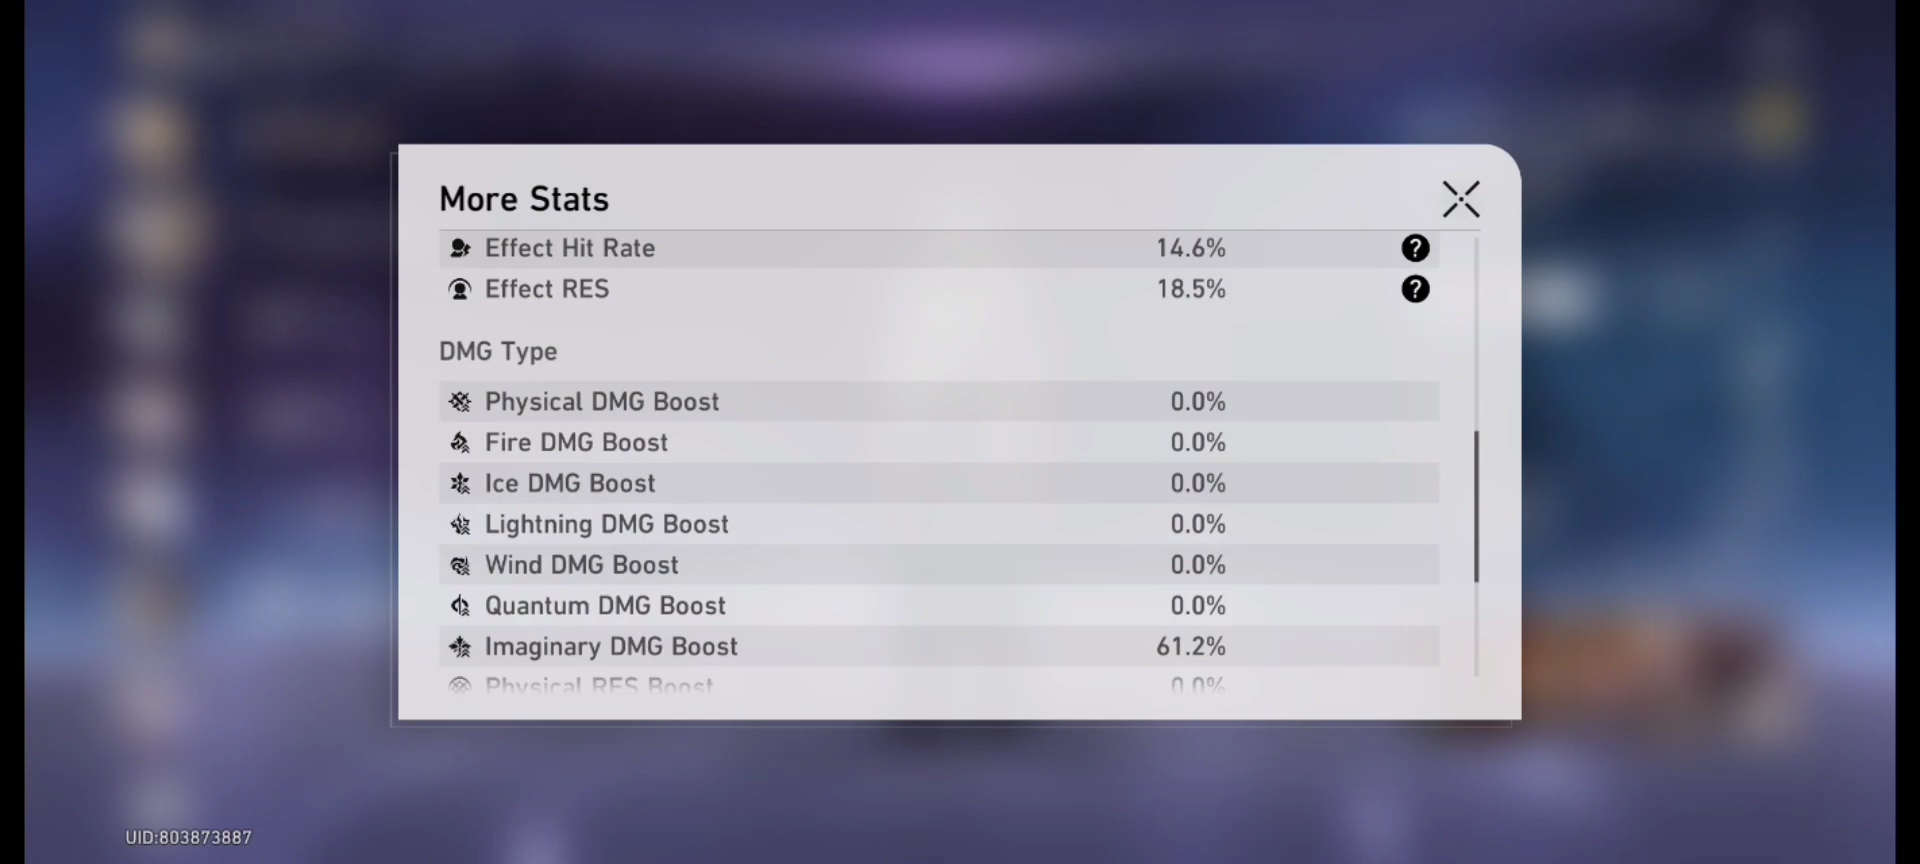 More Stats
Effect Hit Rate 14.6% ?
Effect RES 18.5% ?
DMG Type
Physical DMG Boost 0.0%
Fire DMG Boost 0.0%
Ice DMG Boost 0.0%
Lightning DMG Boost 0.0%
Wind DMG Boost 0.0%
Quantum DMG Boost 0.0%
Imaginary DMG Boost 61.2%
Physical RES Boost 0.0%
UID:803873887